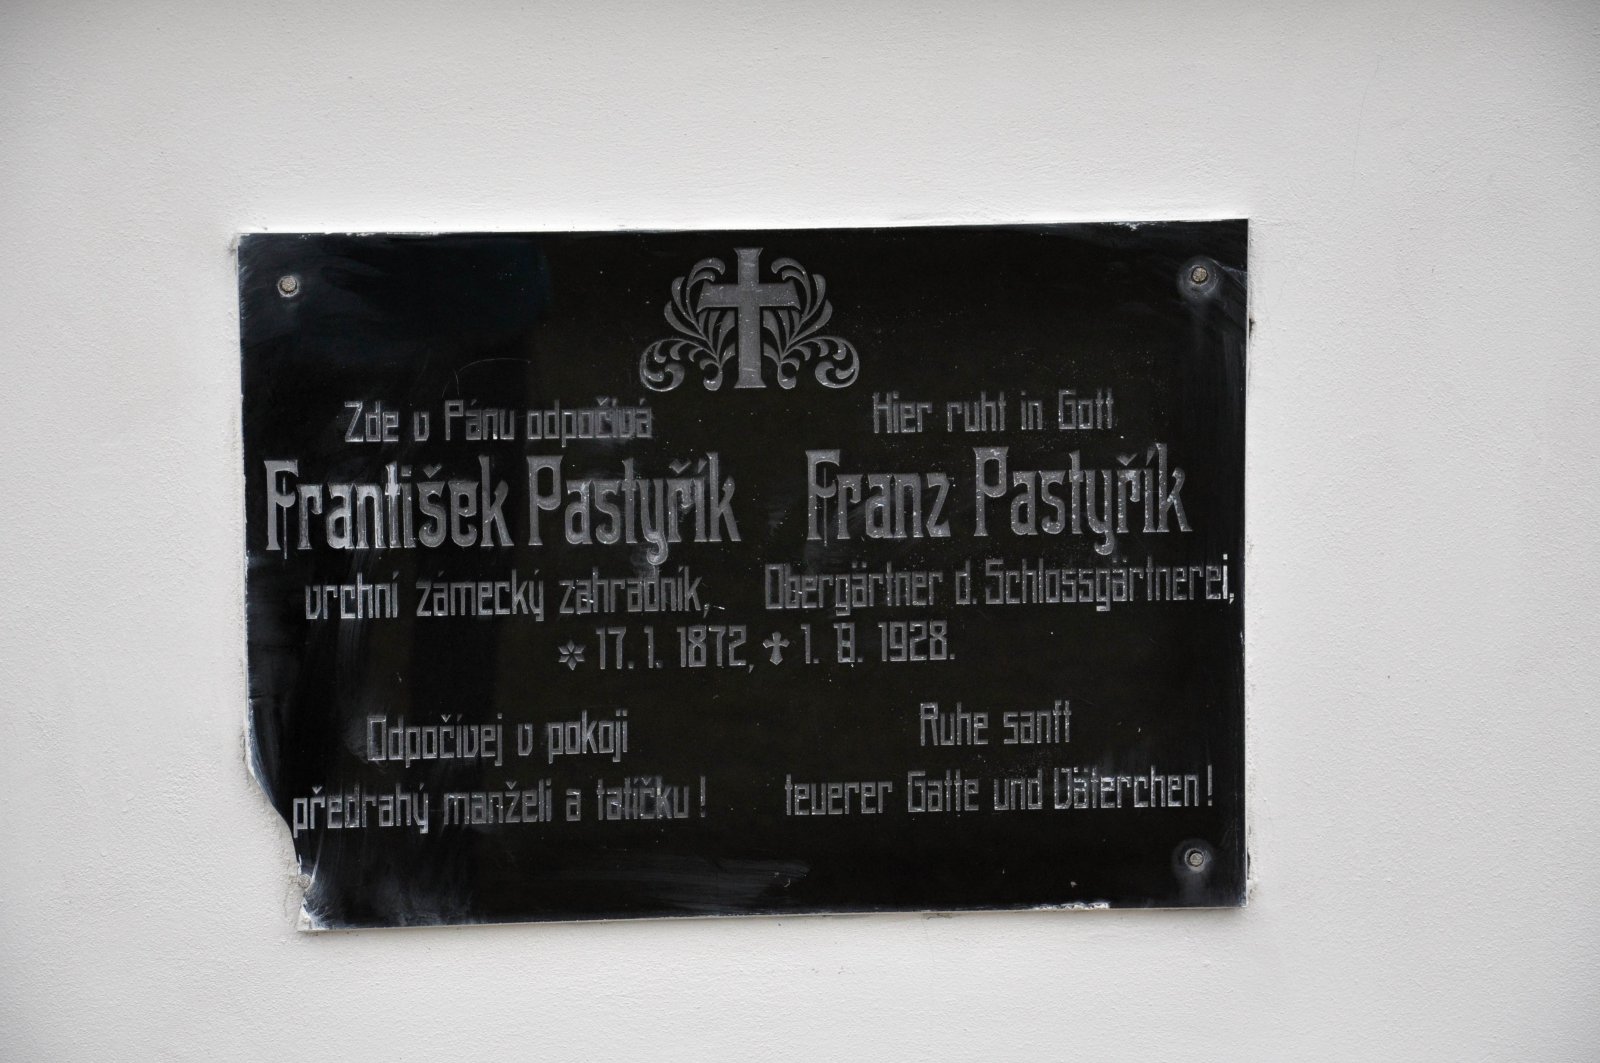 Zde v Pánu odpočívá
František Pastyřík
vrchní zámecký zahradník,
Hier ruht in Gott
Franz Pastyřík
Obergärtner d. Schlossgärtnerei,
* 17. 1. 1872, ✝ 1. 8. 1928.
Odpočívej v pokoji
předrahý manželi a tatíčku!
Ruhe sanft
teuerer Gatte und Väterchen!